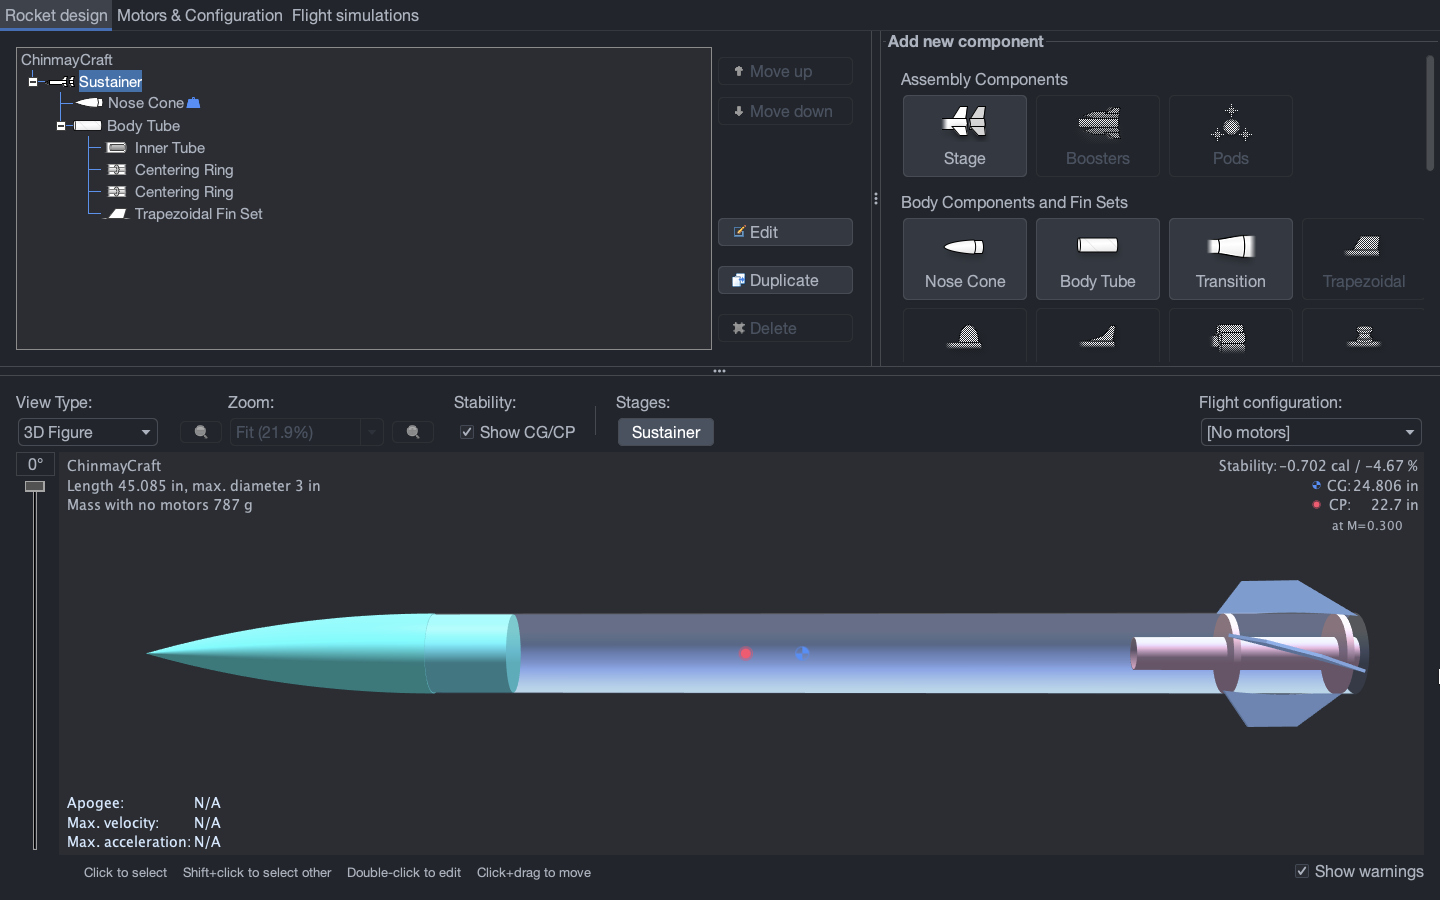 Rocket design Motors & Configuration Flight simulations
ChinmayCraft
Sustainer
Nose Cone
Body Tube
Inner Tube
Centering Ring
Centering Ring
Trapezoidal Fin Set
Move up
Move down
Edit
Duplicate
Delete
Add new component
Assembly Components
Stage Boosters Pods
Body Components and Fin Sets
Nose Cone Body Tube Transition Trapezoidal
View Type: Zoom: Stability: Stages: Flight configuration:
3D Figure Fit (21.9%) Show CG/CP Sustainer [No motors]
0°
ChinmayCraft
Length 45.085 in, max. diameter 3 in
Mass with no motors 787 g
Stability: -0.702 cal / -4.67 %
CG: 24.806 in
CP: 22.7 in
at M=0.300
Apogee: N/A
Max. velocity: N/A
Max. acceleration: N/A
Click to select Shift+click to select other Double-click to edit Click+drag to move Show warnings